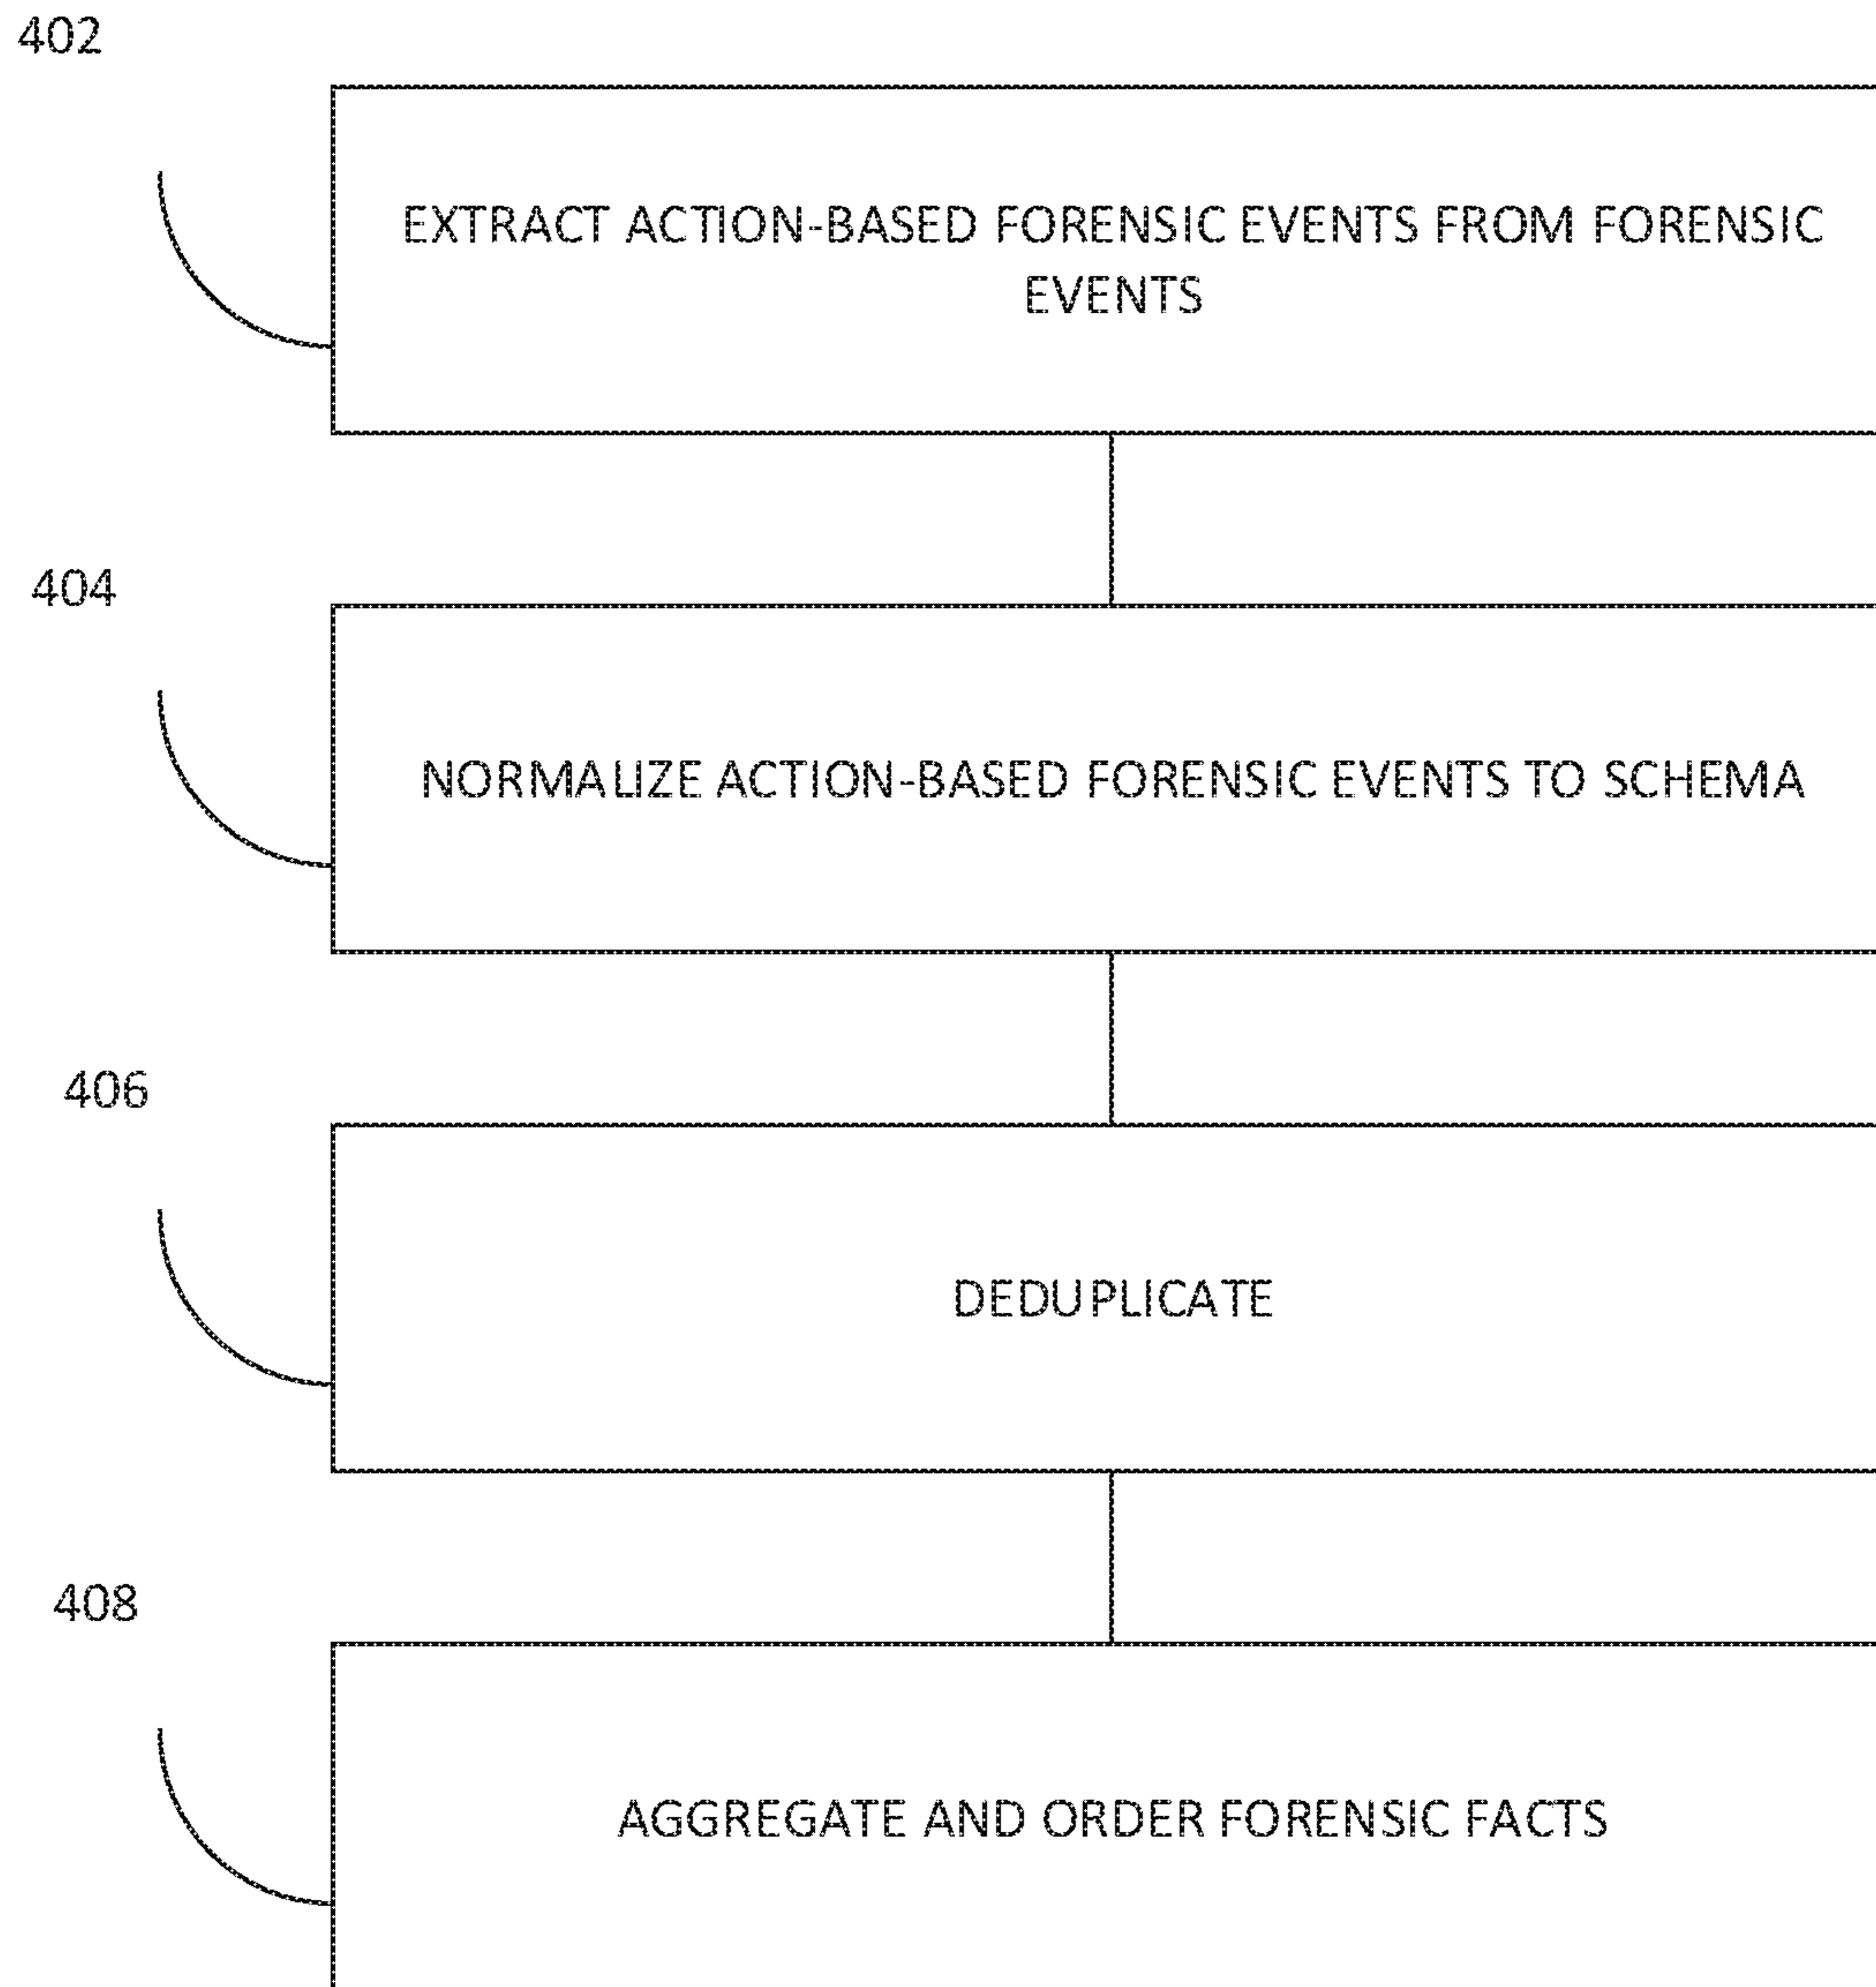 402
EXTRACT ACTION-BASED FORENSIC EVENTS FROM FORENSIC
EVENTS
404
NORMALIZE ACTION-BASED FORENSIC EVENTS TO SCHEMA
406
DEDUPLICATE
408
AGGREGATE AND ORDER FORENSIC FACTS